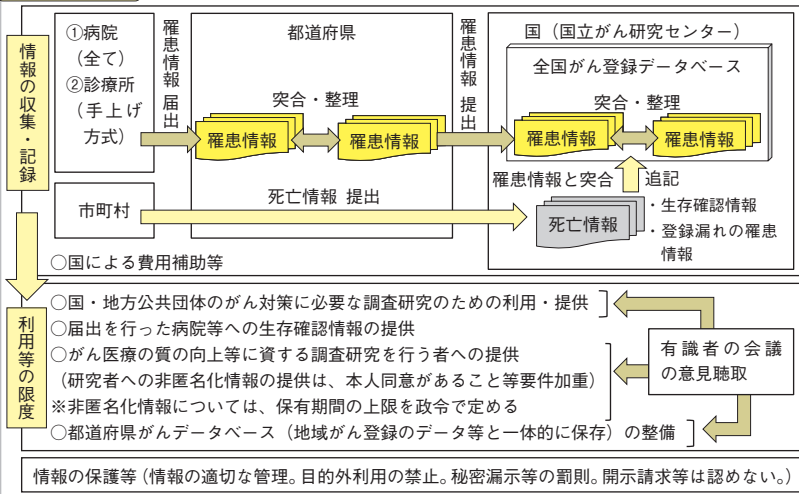 情報の収集・記録
①病院
（全て）
②診療所
（手上げ
方式）
罹患情報 届出
都道府県
突合・整理
罹患情報
罹患情報
罹患情報 提出
国（国立がん研究センター）
全国がん登録データベース
突合・整理
罹患情報
罹患情報
罹患情報と突合
追記
市町村
死亡情報 提出
死亡情報
・生存確認情報
・登録漏れの罹患
情報
○国による費用補助等
利用等の限度
○国・地方公共団体のがん対策に必要な調査研究のための利用・提供
○届出を行った病院等への生存確認情報の提供
○がん医療の質の向上等に資する調査研究を行う者への提供
（研究者への非匿名化情報の提供は、本人同意があること等要件加重）
※非匿名化情報については、保有期間の上限を政令で定める
○都道府県がんデータベース（地域がん登録のデータ等と一体的に保存）の整備
有識者の会議
の意見聴取
情報の保護等（情報の適切な管理。目的外利用の禁止。秘密漏示等の罰則。開示請求等は認めない。）